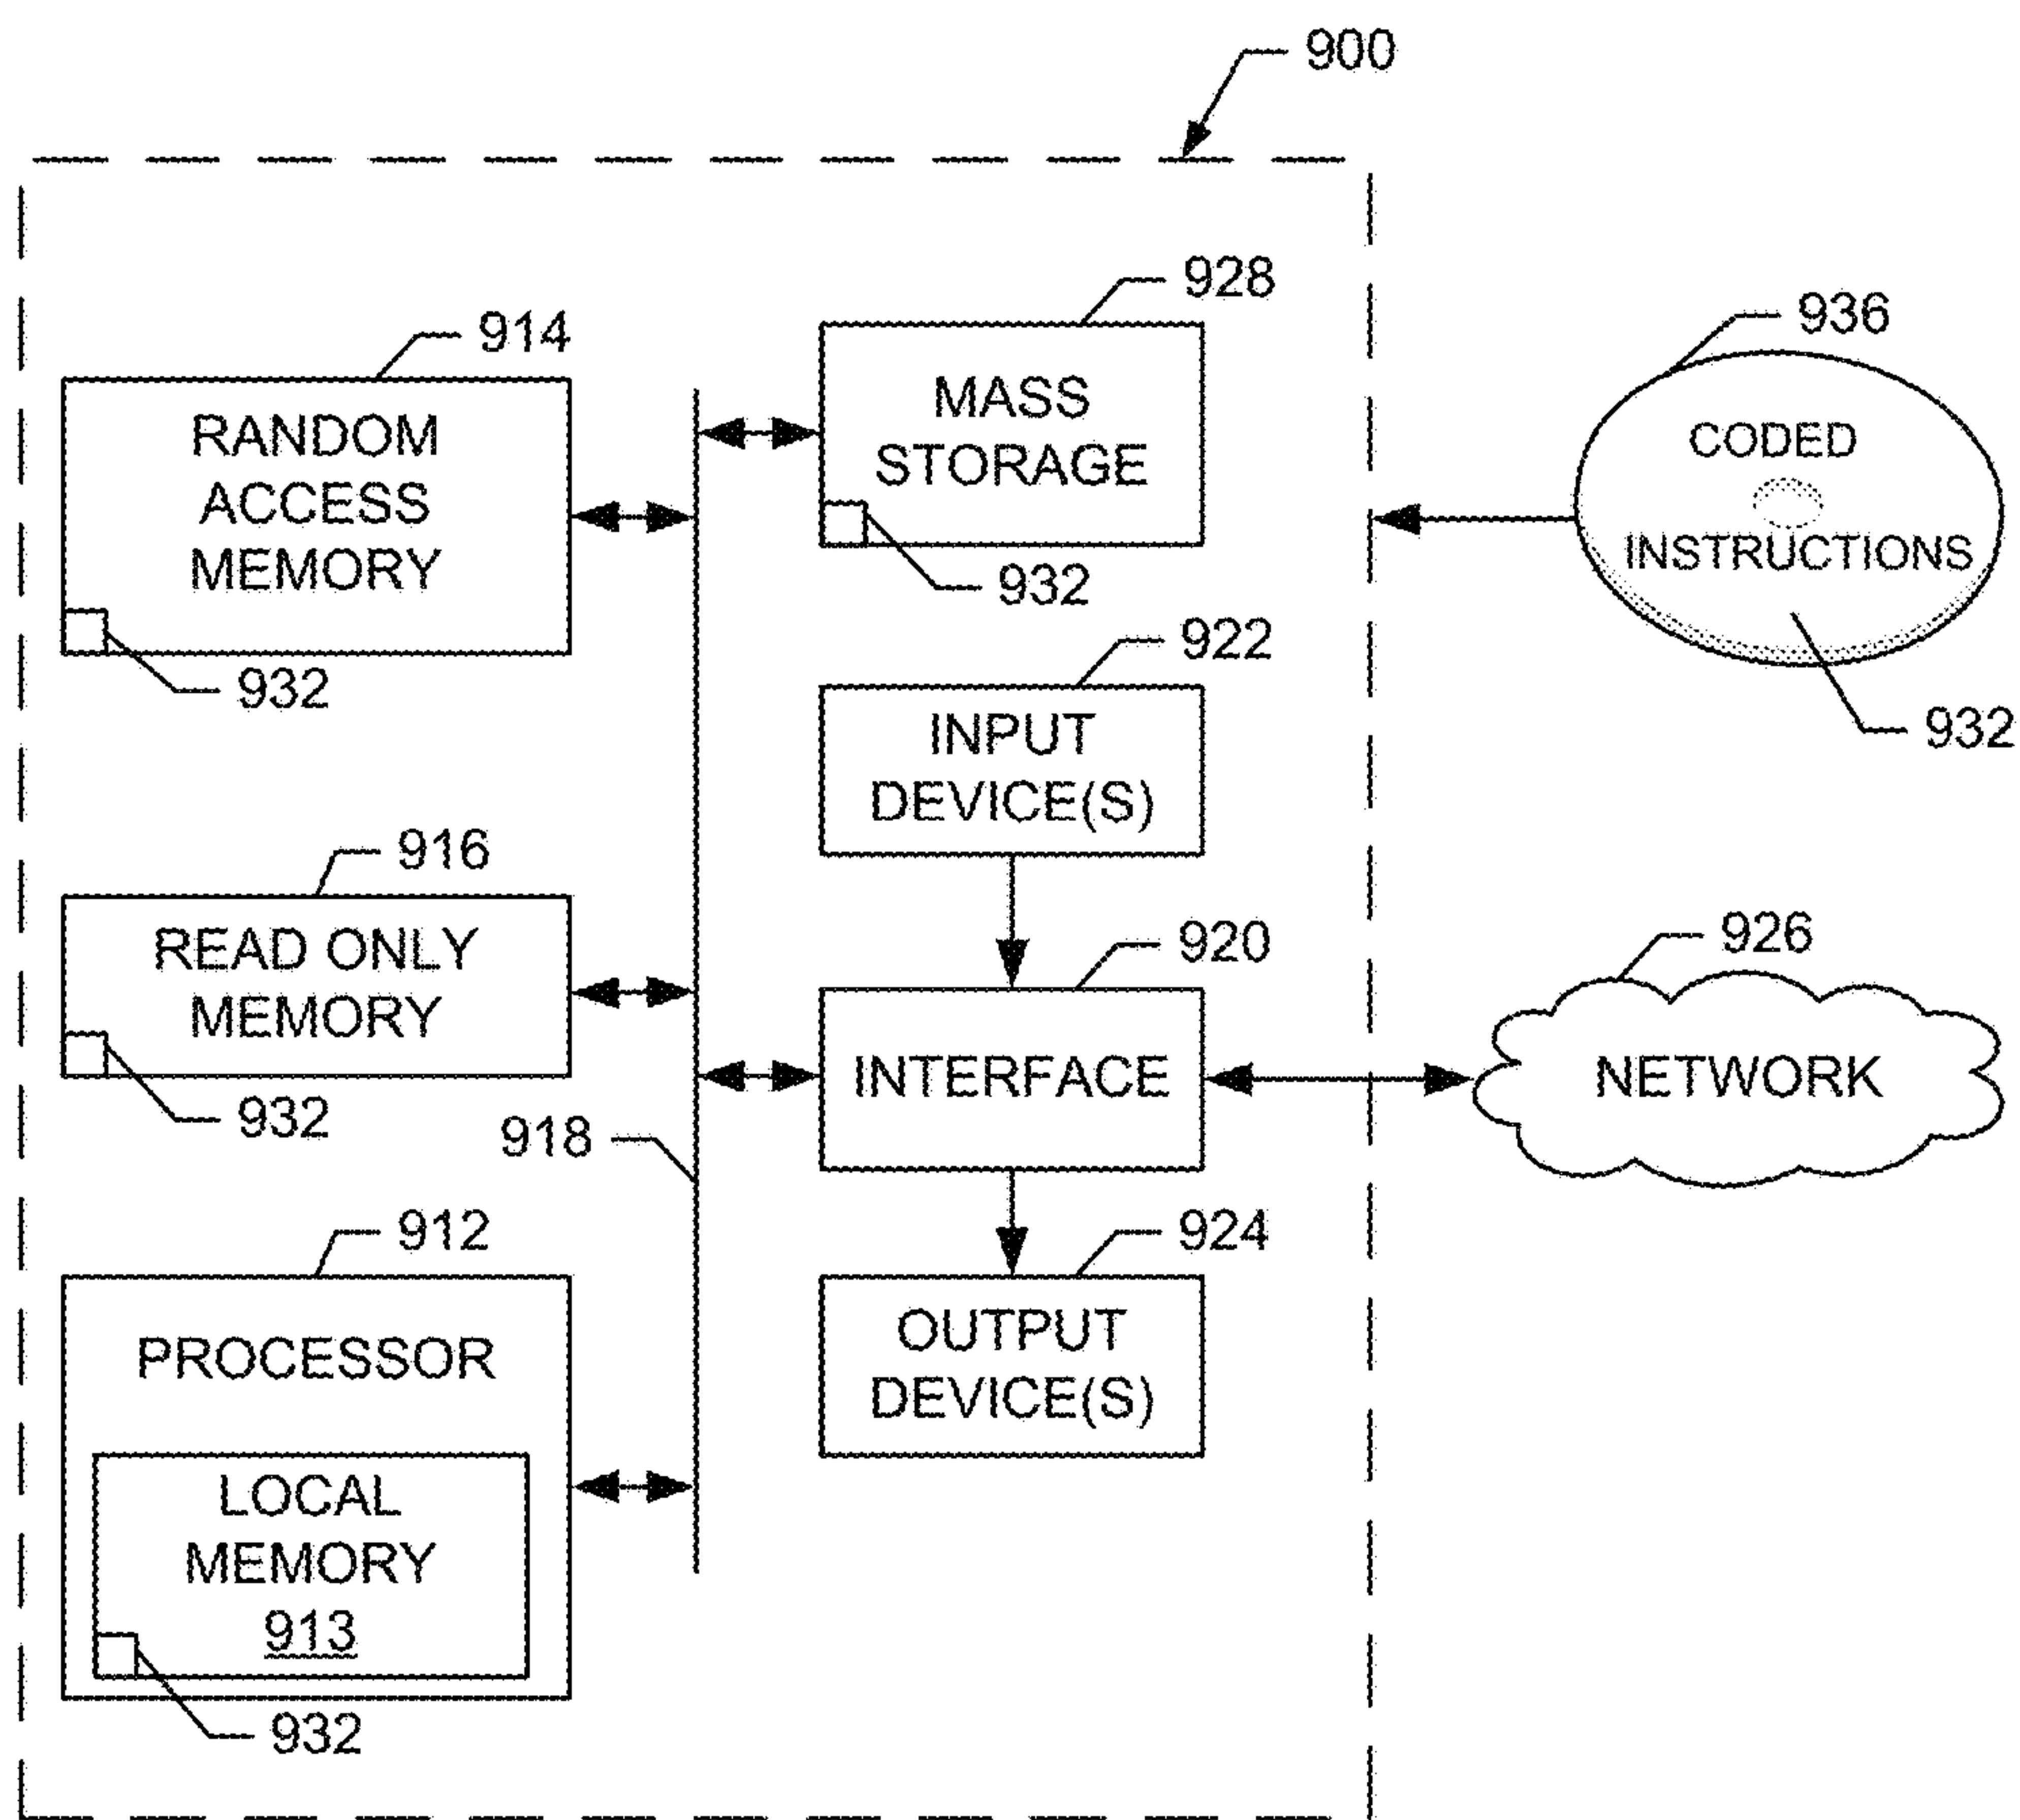 900
928
936
914
MASS
STORAGE
RANDOM
ACCESS
MEMORY
CODED
INSTRUCTIONS
932
932
922
932
INPUT
DEVICE(S)
916
READ ONLY
MEMORY
920
926
INTERFACE
NETWORK
932
918
912
924
PROCESSOR
OUTPUT
DEVICE(S)
LOCAL
MEMORY
913
932